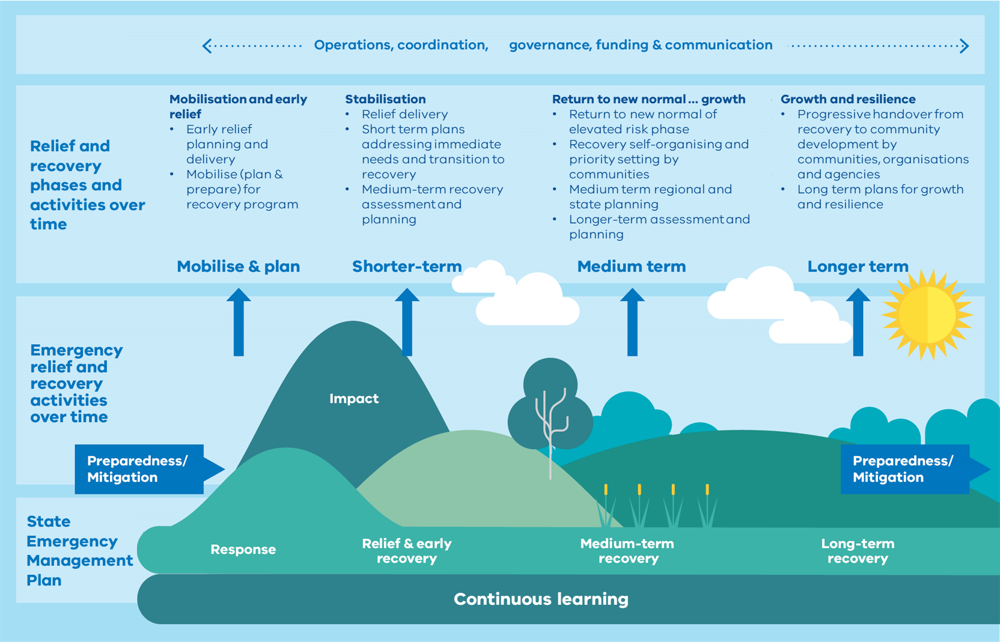 Operations, coordination, governance, funding & communication
Relief and
recovery
phases and
activities over
time
Mobilisation and early
relief
• Early relief
planning and
delivery
• Mobilise (plan &
prepare) for
recovery program
Mobilise & plan
Stabilisation
• Relief delivery
• Short term plans
addressing immediate
needs and transition to
recovery
• Medium-term recovery
assessment and
planning
Shorter-term
Return to new normal... growth
• Return to new normal of
elevated risk phase
• Recovery self-organising and
priority setting by
communities
• Medium term regional and
state planning
• Longer-term assessment and
planning
Medium term
Growth and resilience
• Progressive handover from
recovery to community
development by
communities, organisations
and agencies
• Long term plans for growth
and resilience
Longer term
Emergency
relief and
recovery
activities
over time
Impact
Preparedness/
Mitigation
Preparedness/
Mitigation
State
Emergency
Management
Plan
Response
Relief & early
recovery
Medium-term
recovery
Long-term
recovery
Continuous learning